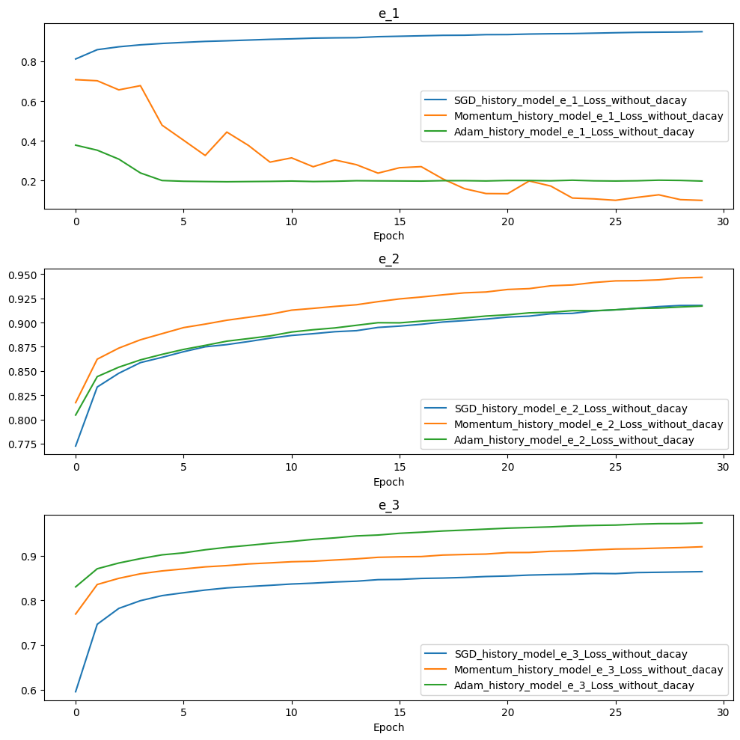 e_1
0.8
0.6
0.4
0.2
SGD_history_model_e_1_Loss_without_dacay
Momentum_history_model_e_1_Loss_without_dacay
Adam_history_model_e_1_Loss_without_dacay
0 5 10 15 20 25 30
Epoch
e_2
0.950
0.925
0.900
0.875
0.850
0.825
0.800
0.775
SGD_history_model_e_2_Loss_without_dacay
Momentum_history_model_e_2_Loss_without_dacay
Adam_history_model_e_2_Loss_without_dacay
0 5 10 15 20 25 30
Epoch
e_3
0.9
0.8
0.7
0.6
SGD_history_model_e_3_Loss_without_dacay
Momentum_history_model_e_3_Loss_without_dacay
Adam_history_model_e_3_Loss_without_dacay
0 5 10 15 20 25 30
Epoch